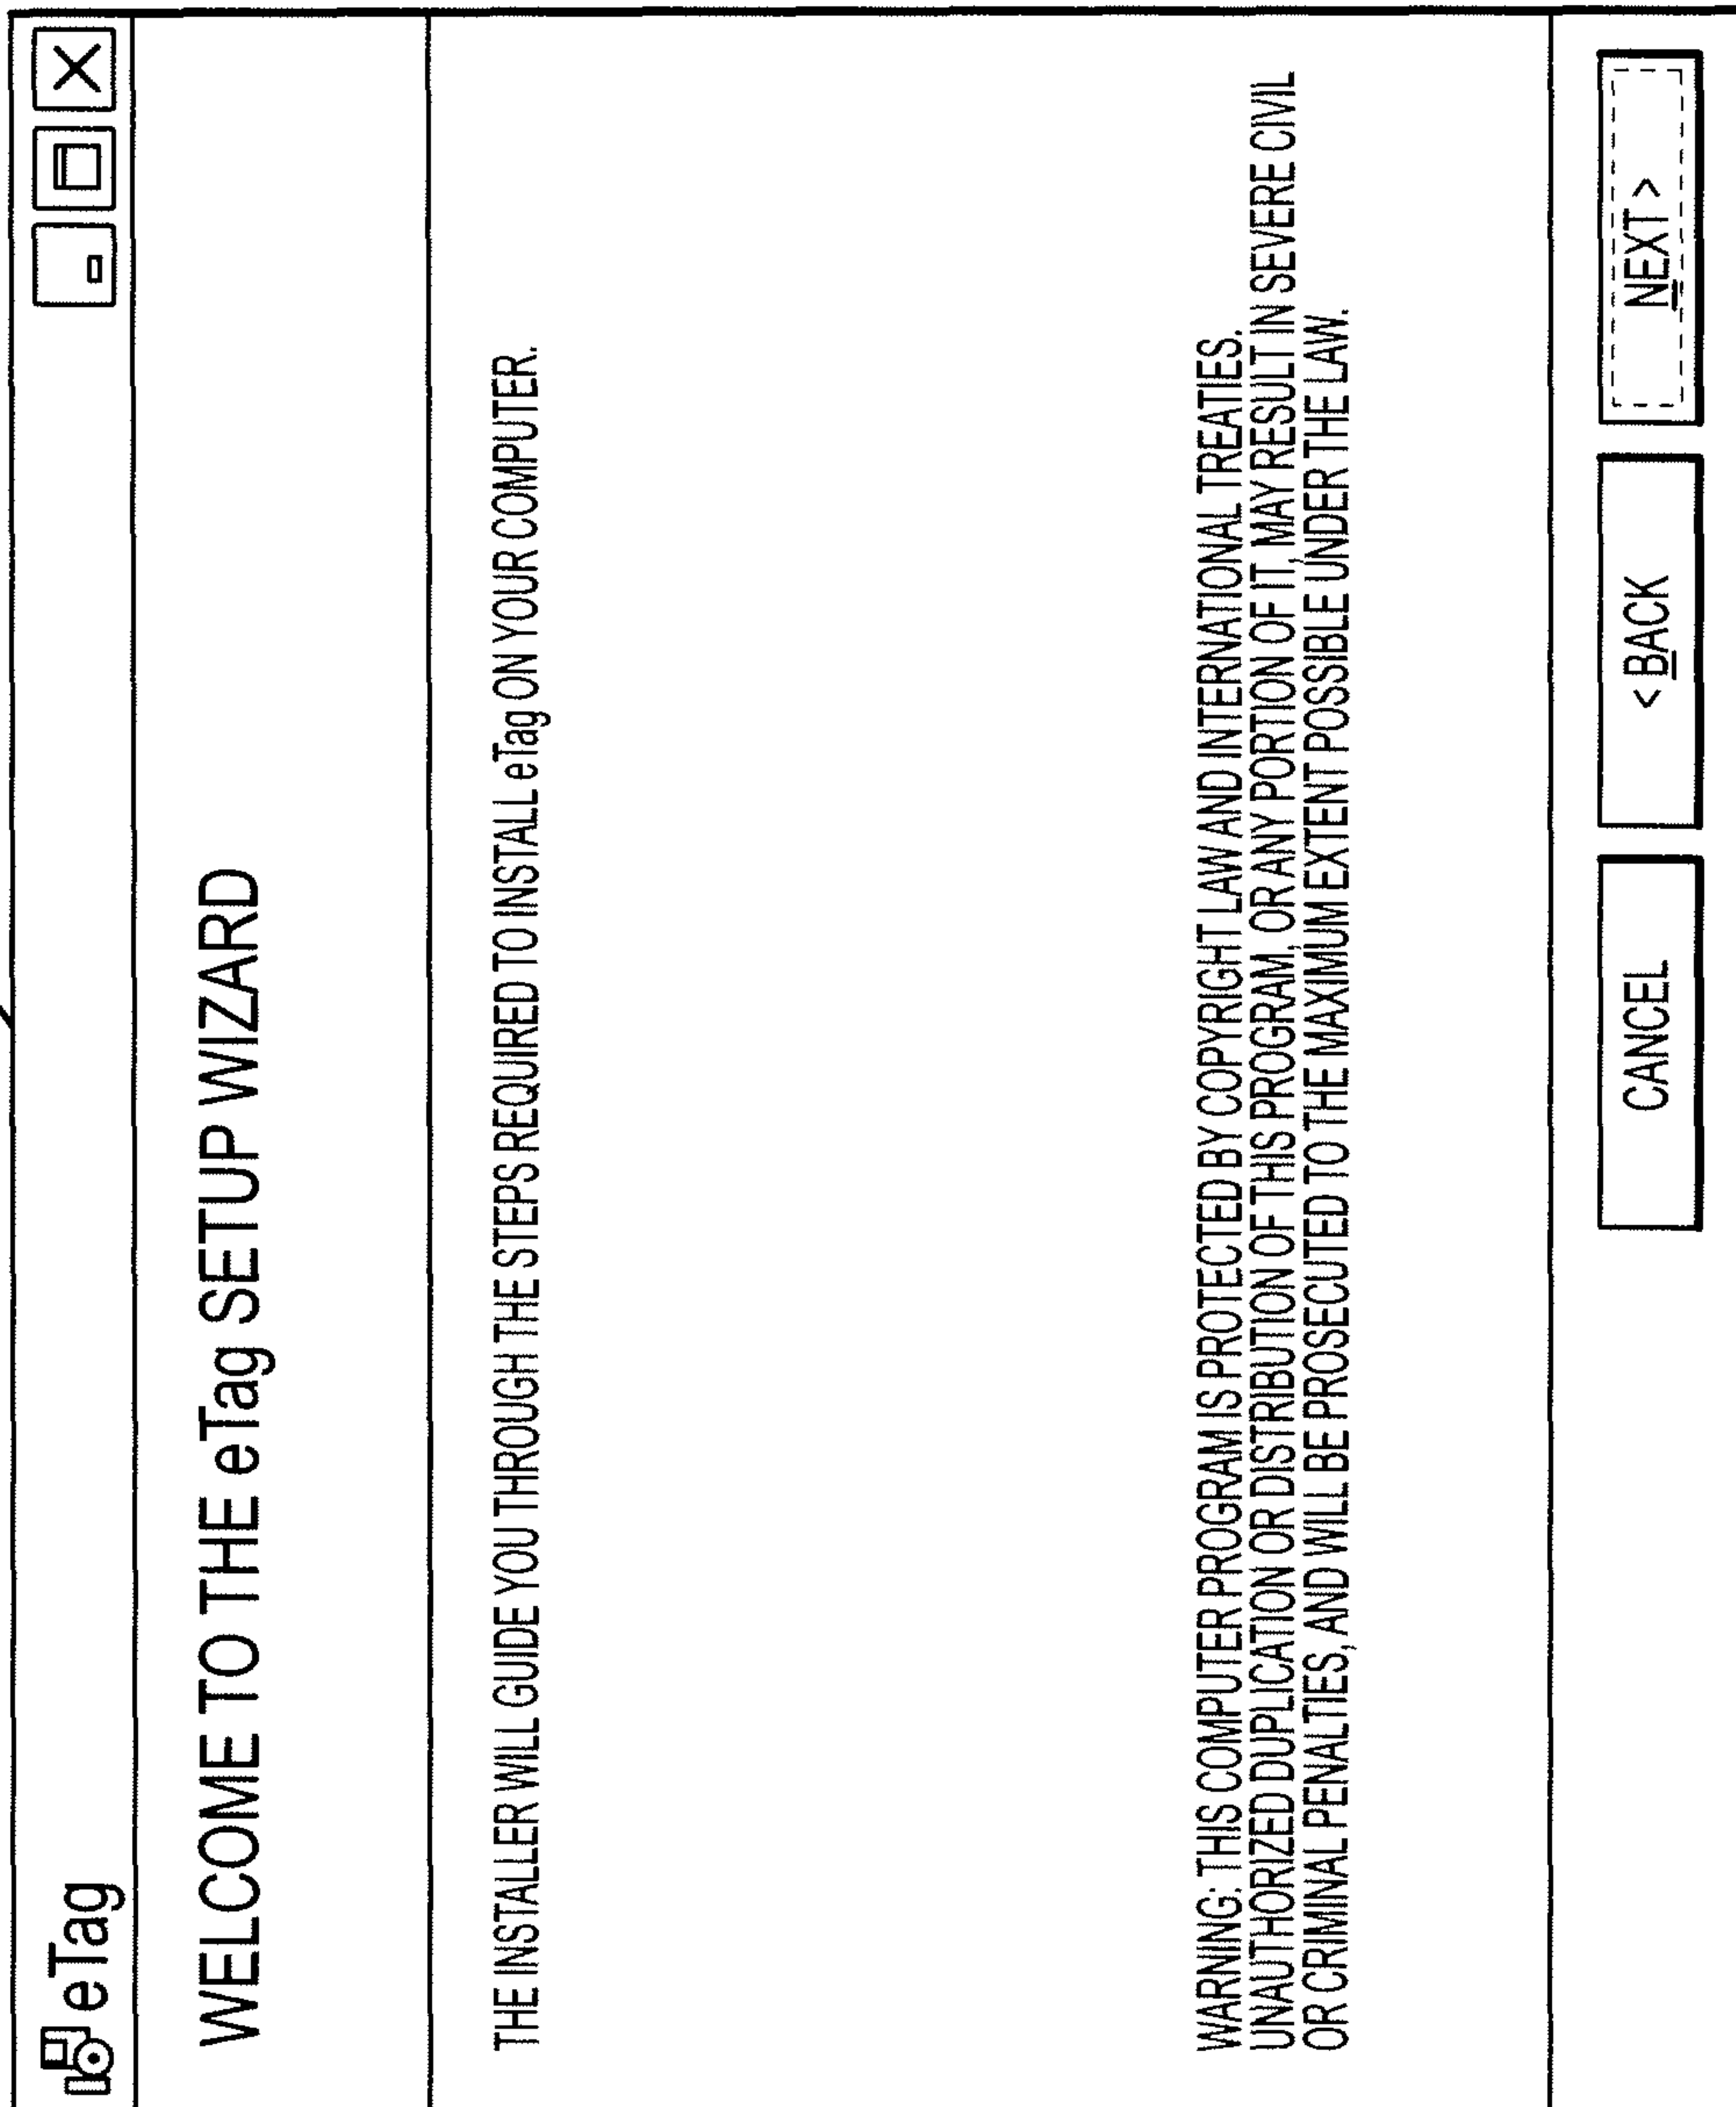 eTag
WELCOME TO THE eTag SETUP WIZARD
THE INSTALLER WILL GUIDE YOU THROUGH THE STEPS REQUIRED TO INSTALL eTag ON YOUR COMPUTER.
WARNING: THIS COMPUTER PROGRAM IS PROTECTED BY COPYRIGHT LAW AND INTERNATIONAL TREATIES.
UNAUTHORIZED DUPLICATION OR DISTRIBUTION OF THIS PROGRAM, OR ANY PORTION OF IT, MAY RESULT IN SEVERE CIVIL
OR CRIMINAL PENALTIES, AND WILL BE PROSECUTED TO THE MAXIMUM EXTENT POSSIBLE UNDER THE LAW.
CANCEL
< BACK
NEXT >